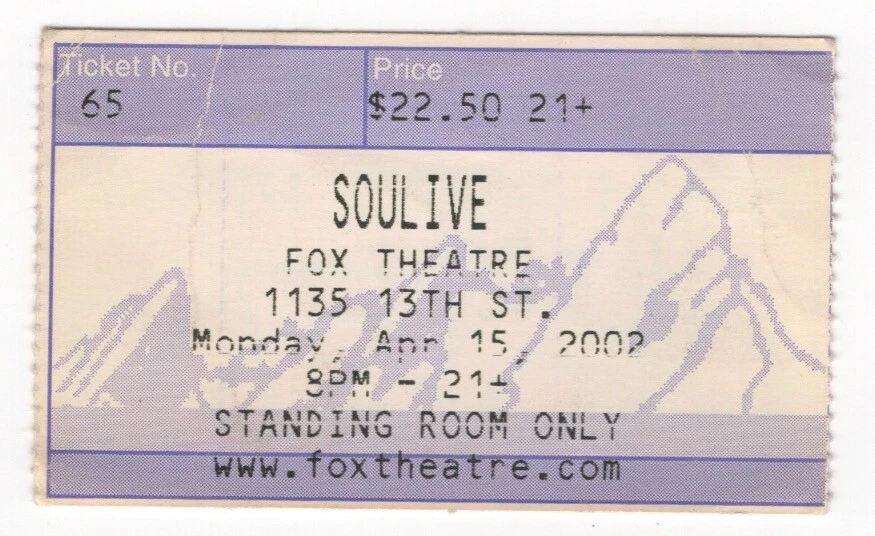 Ticket No. Price
65 $22.50 21+
SOULIVE
FOX THEATRE
1135 13TH ST.
Monday, Apr 15, 2002
8PM - 21+
STANDING ROOM ONLY
www.foxtheatre.com